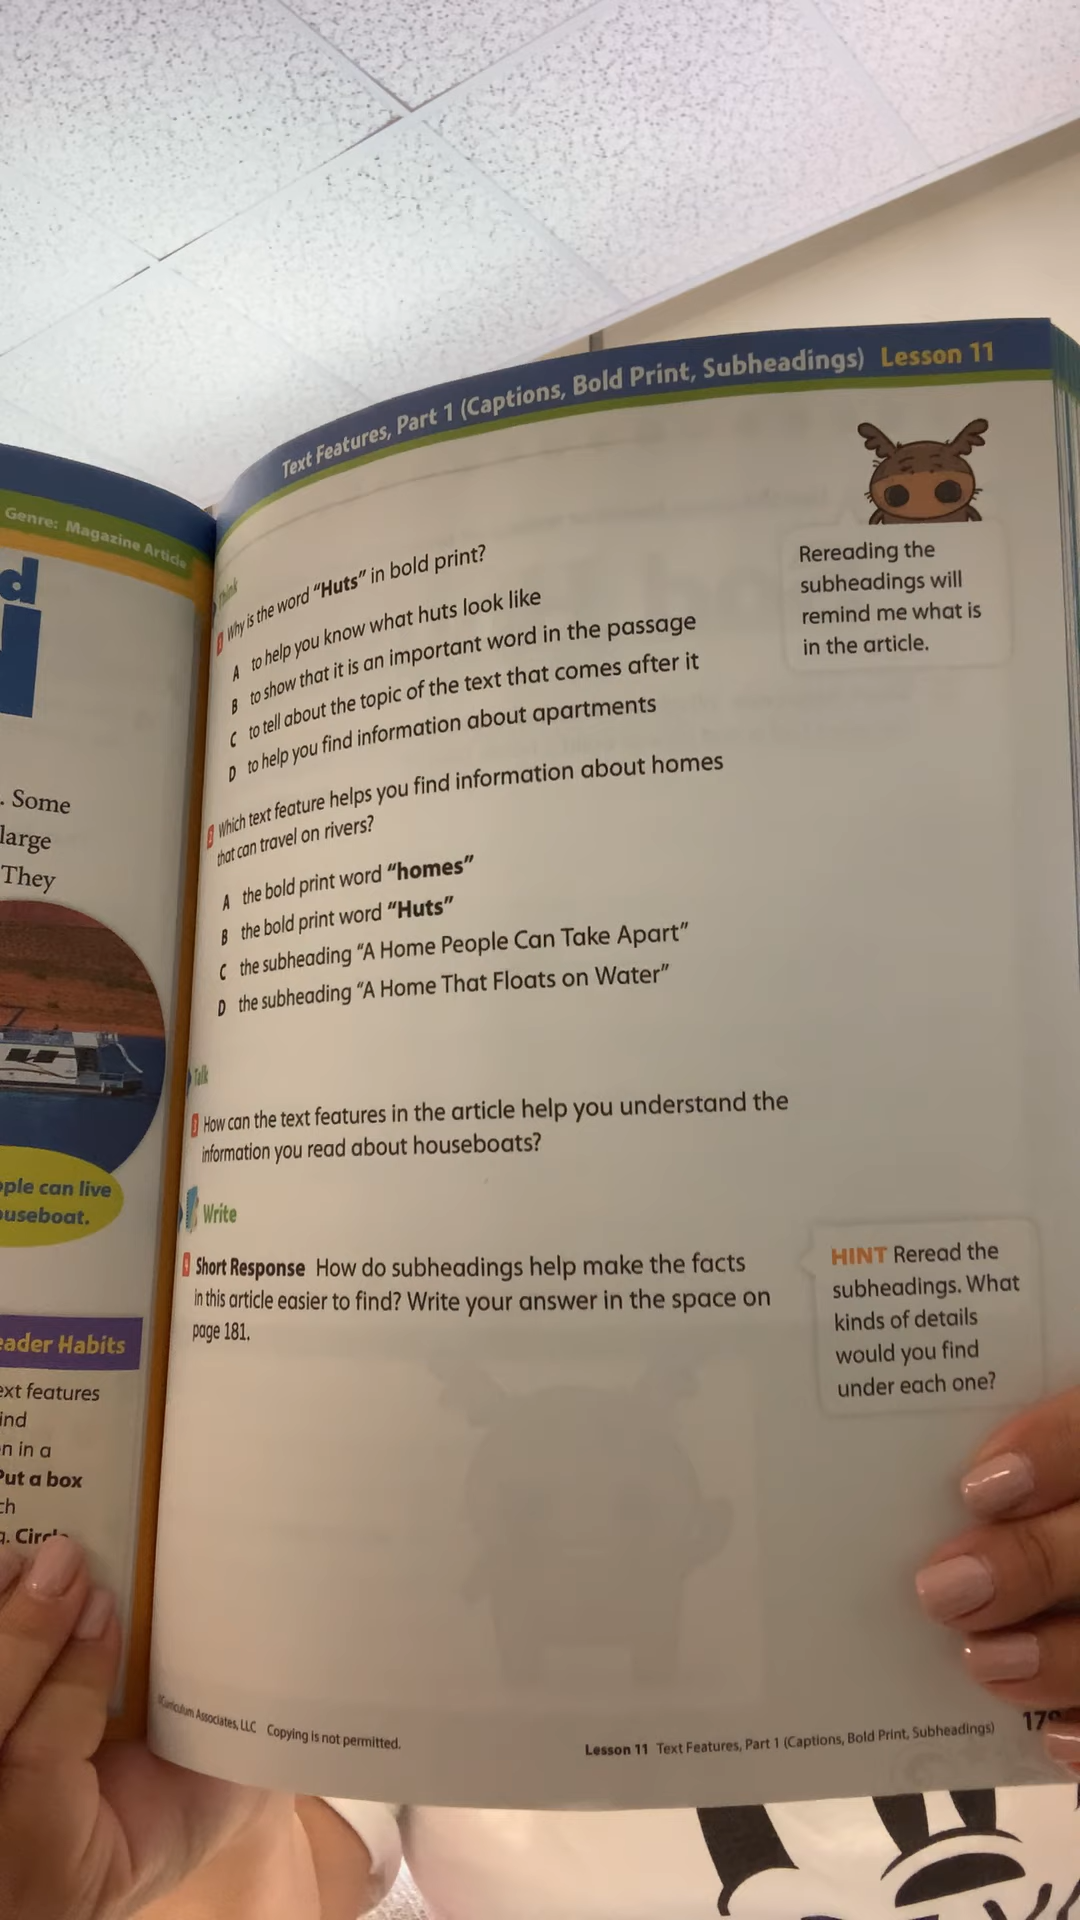 Genre: Magazine Article
d
. Some
large
They
ple can live
useboat.
eader Habits
ext features
ind
n in a
Put a box
ch
g. Circle
Text Features, Part 1 (Captions, Bold Print, Subheadings) Lesson 11
Think
1 Why is the word “Huts” in bold print?
A to help you know what huts look like
B to show that it is an important word in the passage
C to tell about the topic of the text that comes after it
D to help you find information about apartments
Rereading the
subheadings will
remind me what is
in the article.
2 Which text feature helps you find information about homes
that can travel on rivers?
A the bold print word “homes”
B the bold print word “Huts”
C the subheading “A Home People Can Take Apart”
D the subheading “A Home That Floats on Water”
Talk
3 How can the text features in the article help you understand the
information you read about houseboats?
Write
4 Short Response How do subheadings help make the facts
in this article easier to find? Write your answer in the space on
page 181.
HINT Reread the
subheadings. What
kinds of details
would you find
under each one?
©Curriculum Associates, LLC Copying is not permitted.
Lesson 11 Text Features, Part 1 (Captions, Bold Print, Subheadings)